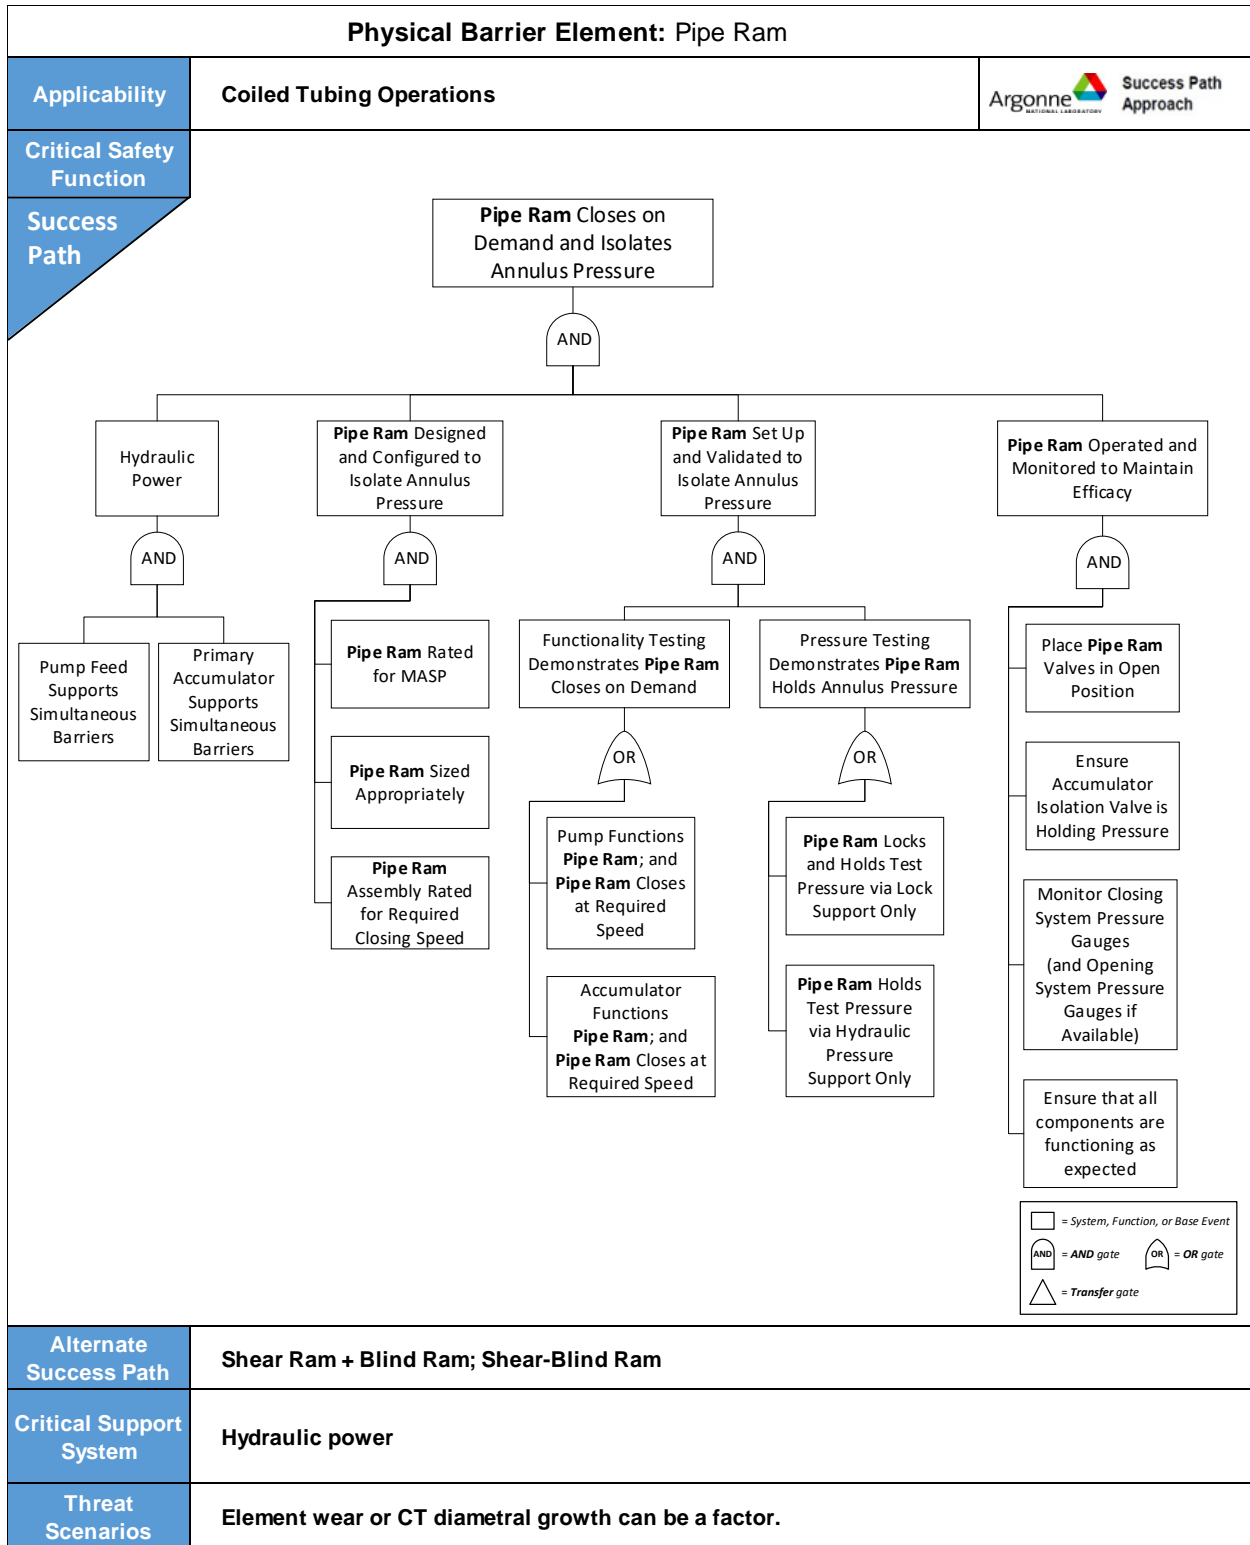 Physical Barrier Element: Pipe Ram
Applicability
Coiled Tubing Operations
Argonne
NATIONAL LABORATORY
Success Path
Approach
Critical Safety
Function
Success
Path
Pipe Ram Closes on
Demand and Isolates
Annulus Pressure
AND
Hydraulic
Power
Pipe Ram Designed
and Configured to
Isolate Annulus
Pressure
Pipe Ram Set Up
and Validated to
Isolate Annulus
Pressure
Pipe Ram Operated and
Monitored to Maintain
Efficacy
AND
AND
AND
AND
Pump Feed
Supports
Simultaneous
Barriers
Primary
Accumulator
Supports
Simultaneous
Barriers
Pipe Ram Rated
for MASP
Pipe Ram Sized
Appropriately
Pipe Ram
Assembly Rated
for Required
Closing Speed
Functionality Testing
Demonstrates Pipe Ram
Closes on Demand
Pressure Testing
Demonstrates Pipe Ram
Holds Annulus Pressure
OR
OR
Pump Functions
Pipe Ram; and
Pipe Ram Closes
at Required
Speed
Accumulator
Functions
Pipe Ram; and
Pipe Ram Closes at
Required Speed
Pipe Ram Locks
and Holds Test
Pressure via Lock
Support Only
Pipe Ram Holds
Test Pressure
via Hydraulic
Pressure
Support Only
Place Pipe Ram
Valves in Open
Position
Ensure
Accumulator
Isolation Valve is
Holding Pressure
Monitor Closing
System Pressure
Gauges
(and Opening
System Pressure
Gauges if
Available)
Ensure that all
components are
functioning as
expected
= System, Function, or Base Event
AND = AND gate
OR = OR gate
= Transfer gate
Alternate
Success Path
Shear Ram + Blind Ram; Shear-Blind Ram
Critical Support
System
Hydraulic power
Threat
Scenarios
Element wear or CT diametral growth can be a factor.